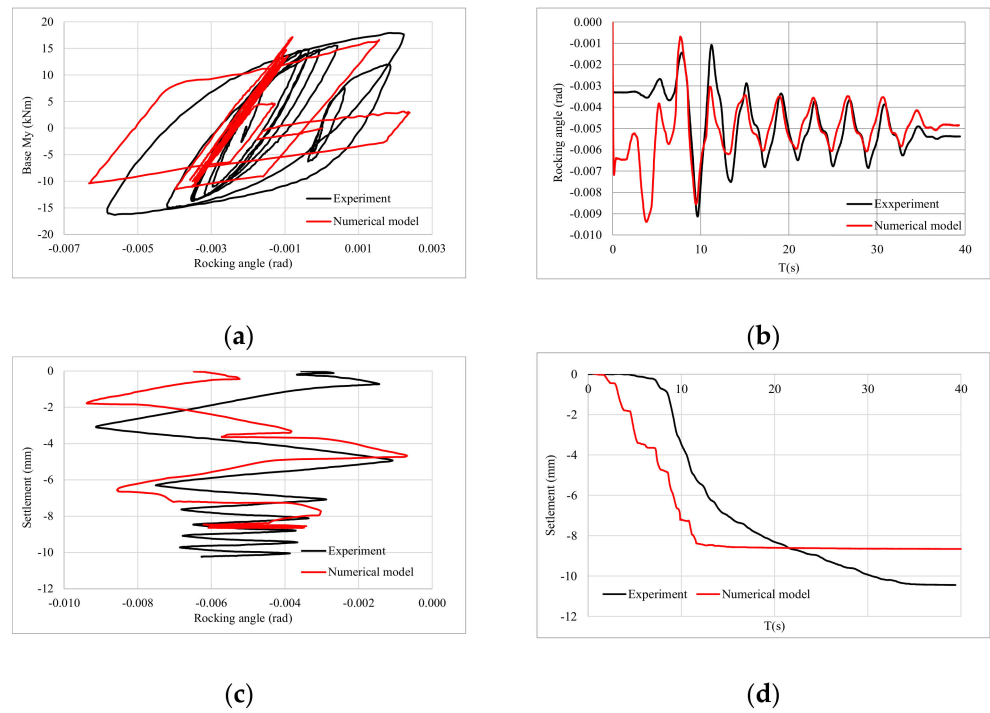 20
15
10
5
0
-5
-10
-15
-20
Base My (kNm)
-0.007 -0.005 -0.003 -0.001 0.001 0.003
Rocking angle (rad)
Experiment
Numerical model
(a)
0.000
-0.001
-0.002
-0.003
-0.004
-0.005
-0.006
-0.007
-0.008
-0.009
-0.010
Rocking angle (rad)
0 10 20 30 40
T(s)
Exxperiment
Numerical model
(b)
0
-2
-4
-6
-8
-10
-12
Settlement (mm)
-0.010 -0.008 -0.006 -0.004 -0.002 0.000
Rocking angle (rad)
Experiment
Numerical model
(c)
0
-2
-4
-6
-8
-10
-12
Setlement (mm)
0 10 20 30 40
Experiment Numerical model
T(s)
(d)